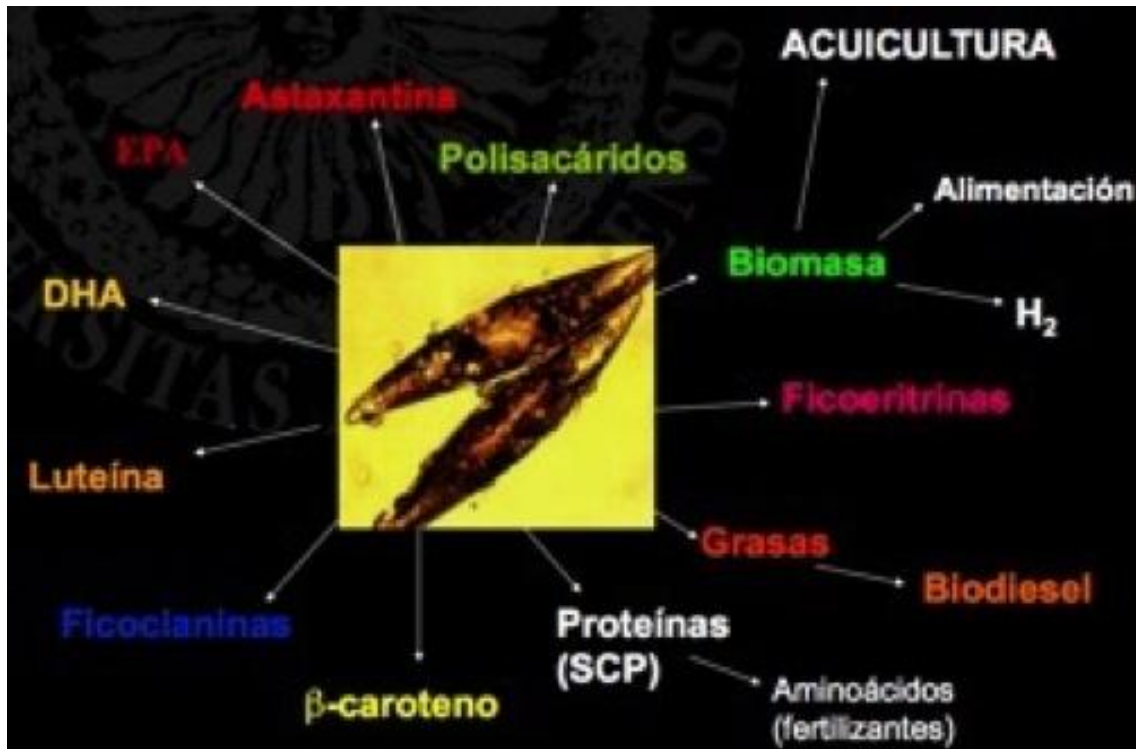 ACUICULTURA
Astaxantina
EPA
Polisacáridos
Alimentación
Biomasa
DHA
H₂
Ficoeritrinas
Luteína
Grasas
Biodiesel
Ficocianinas
Proteínas
(SCP)
β-caroteno
Aminoácidos
(fertilizantes)